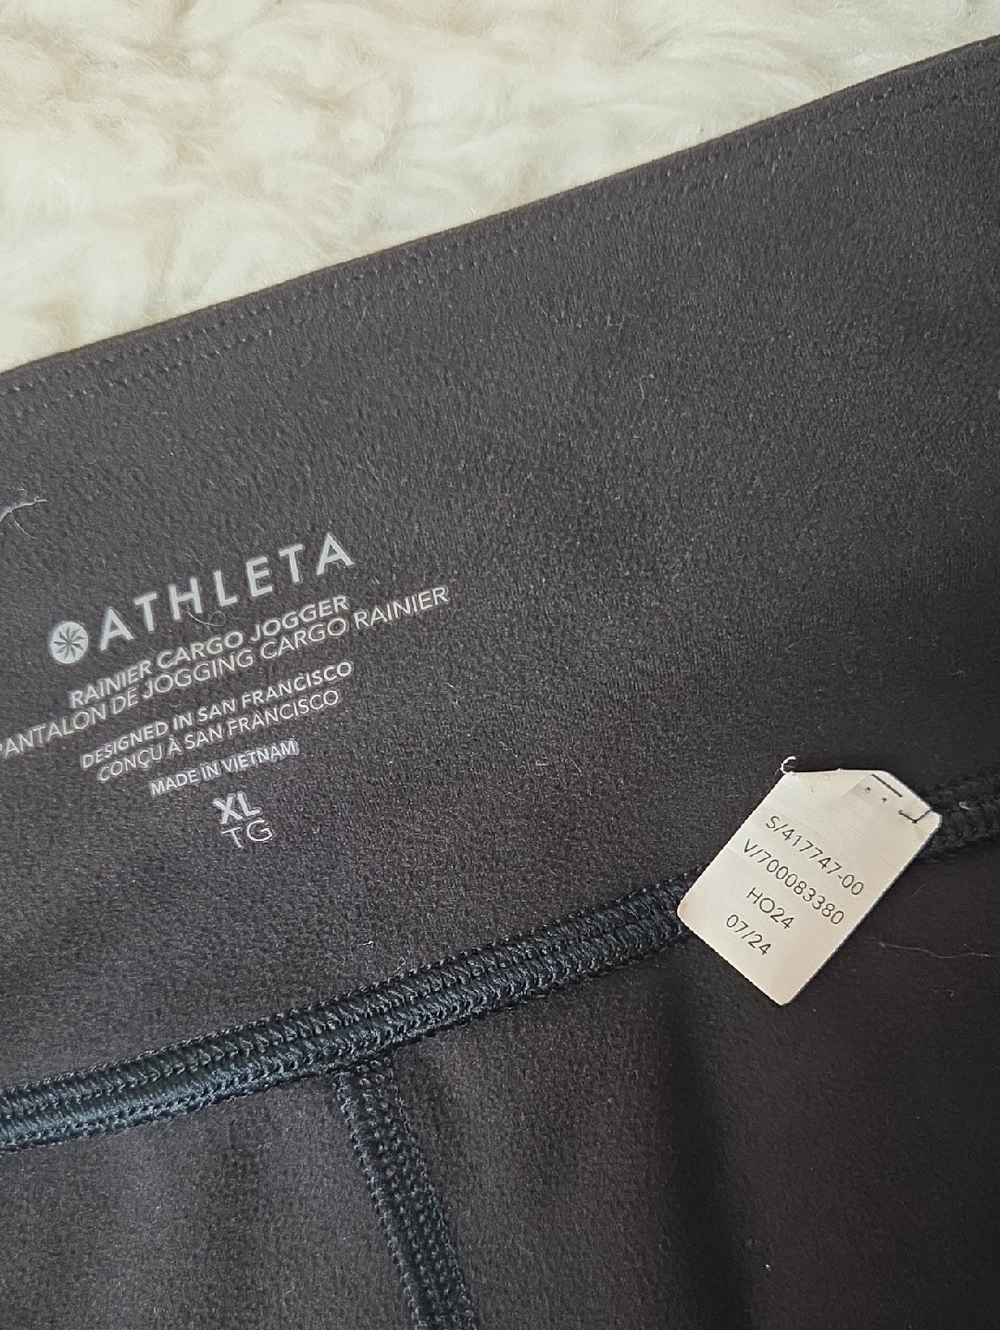 ATHLETA
RAINIER CARGO JOGGER
PANTALON DE JOGGING CARGO RAINIER
DESIGNED IN SAN FRANCISCO
CONÇU À SAN FRANCISCO
MADE IN VIETNAM
XL
TG
S/417747-00
V/700083380
HO24
07/24